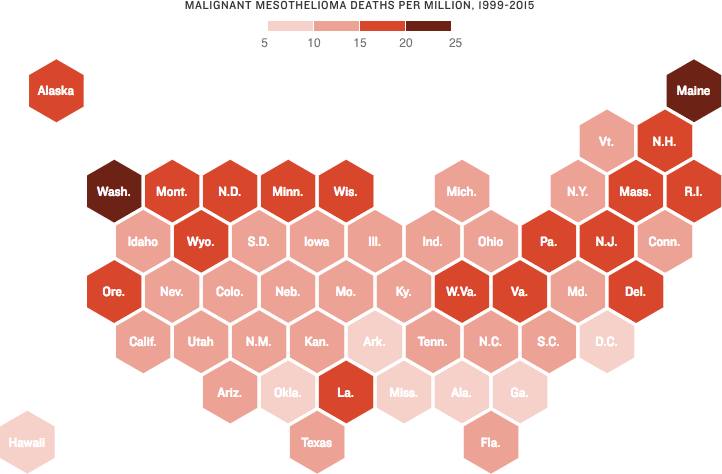 MALIGNANT MESOTHELIOMA DEATHS PER MILLION, 1999-2015
5 10 15 20 25
Alaska Maine
Vt. N.H.
Wash. Mont. N.D. Minn. Wis. Mich. N.Y. Mass. R.I.
Idaho Wyo. S.D. Iowa Ill. Ind. Ohio Pa. N.J. Conn.
Ore. Nev. Colo. Neb. Mo. Ky. W.Va. Va. Md. Del.
Calif. Utah N.M. Kan. Ark. Tenn. N.C. S.C. D.C.
Ariz. Okla. La. Miss. Ala. Ga.
Hawaii Texas Fla.